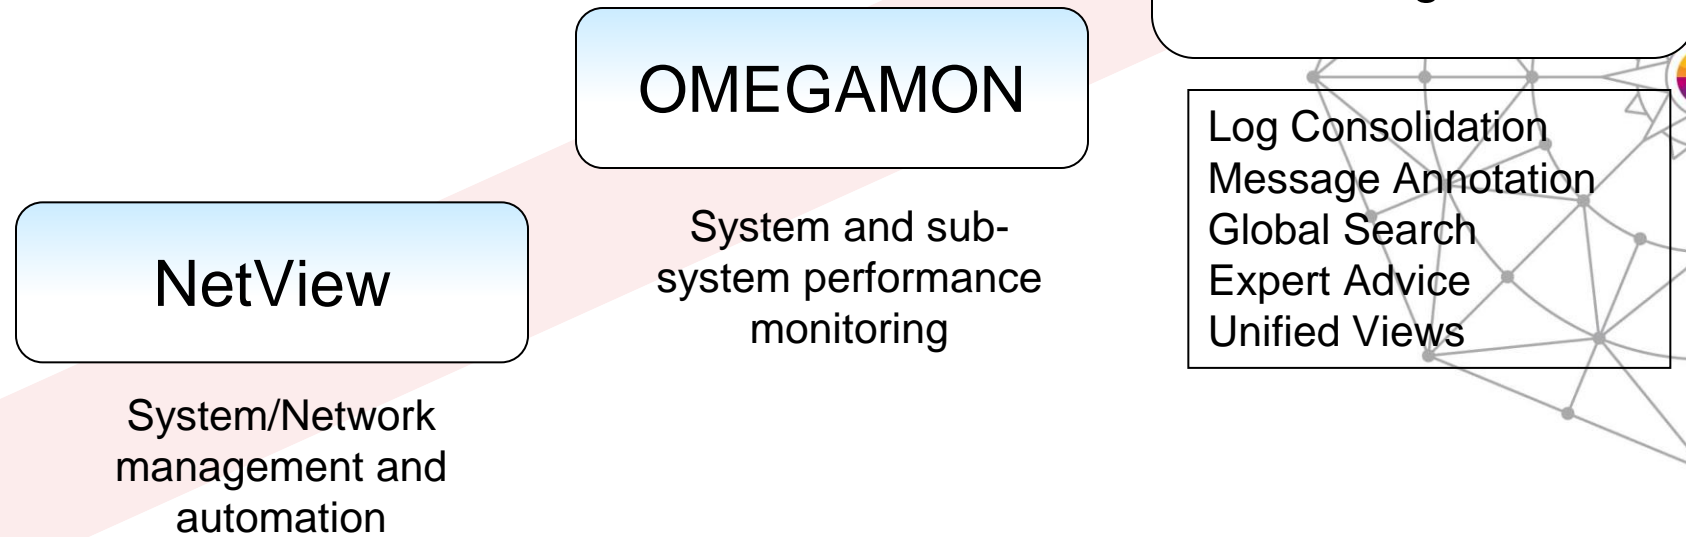 OMEGAMON
System and sub-
system performance
monitoring
NetView
System/Network
management and
automation
Log Consolidation
Message Annotation
Global Search
Expert Advice
Unified Views